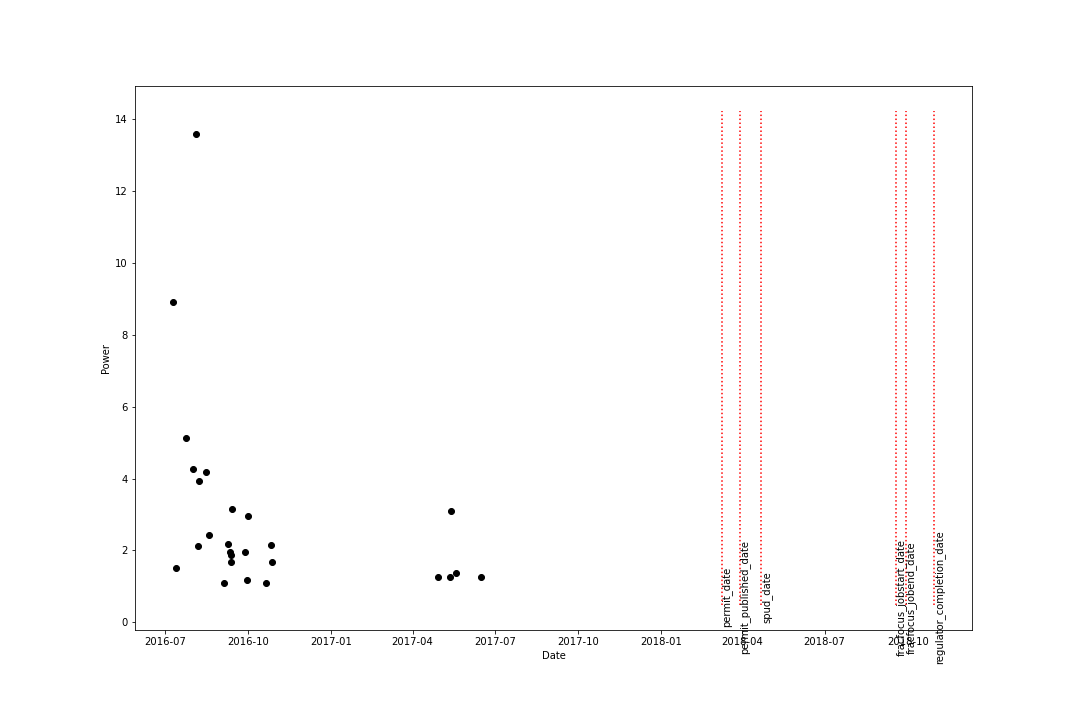 14
12
10
8
6
4
2
0
Power
2016-07
2016-10
2017-01
2017-04
2017-07
2017-10
2018-01
2018-04
2018-07
2018-10
Date
permit_date
permit_published_date
spud_date
fracfocus_jobstart_date
fracfocus_jobend_date
regulator_completion_date